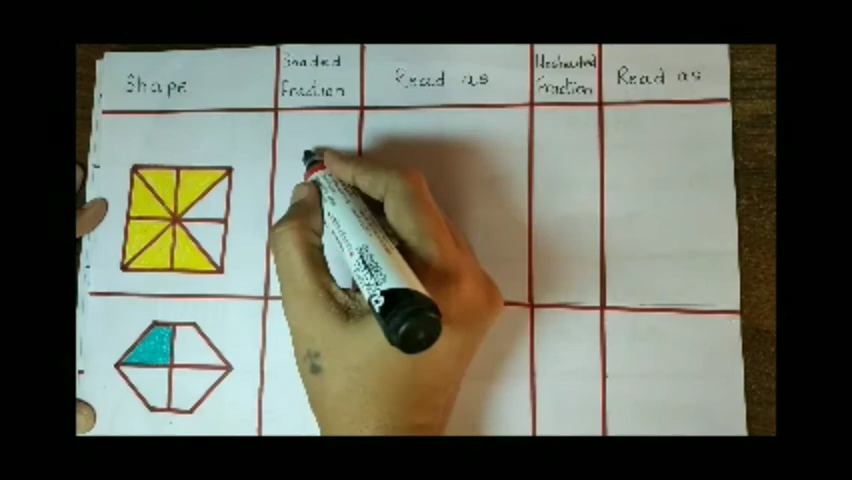 Shape
Shaded
fraction
Read as
Unshaded
fraction
Read as